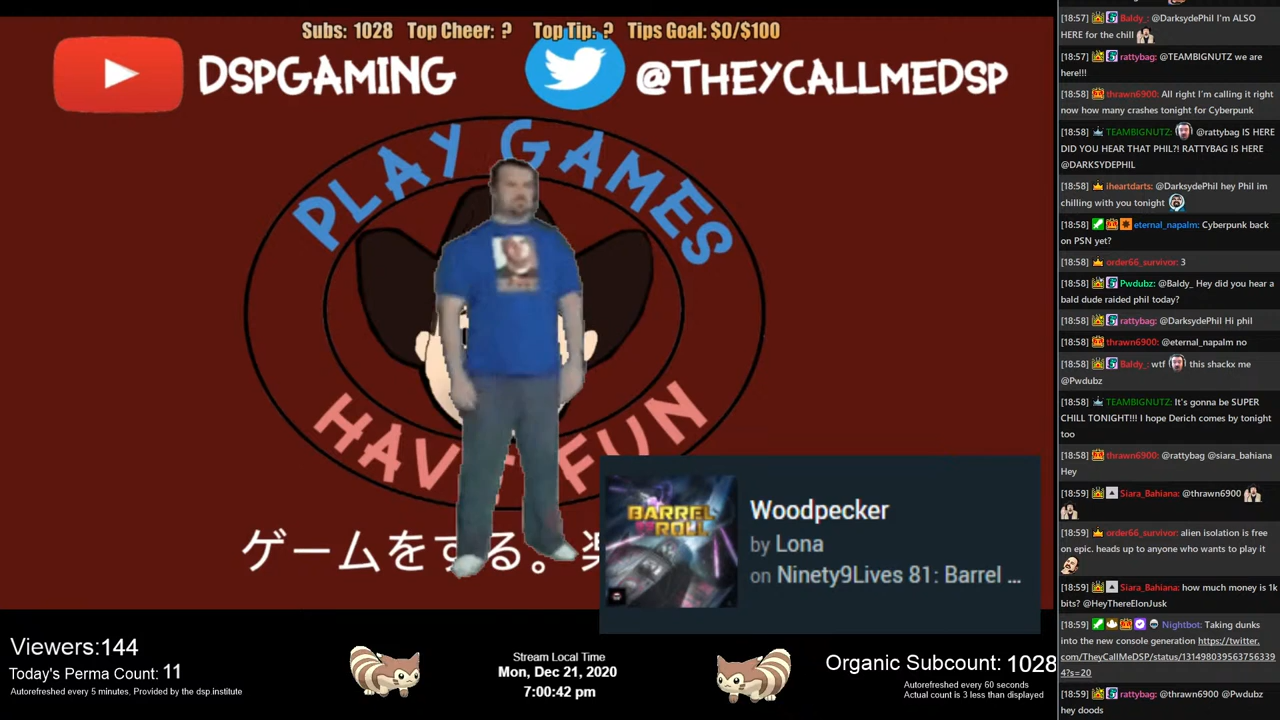 Subs: 1028 Top Cheer: ? Top Tip: ? Tips Goal: $0/$100
DSPGAMING
@THEYCALLMEDSP
PLAY GAMES
HAVE FUN
ゲームをする。
BARREL
ROLL
Woodpecker
by Lona
on Ninety9Lives 81: Barrel ...
Viewers:144
Today's Perma Count: 11
Autorefreshed every 5 minutes, Provided by the dsp institute
Stream Local Time
Mon, Dec 21, 2020
7:00:42 pm
Organic Subcount: 1028
Autorefreshed every 60 seconds
Actual count is 3 less than displayed
[18:57] Baldy_: @DarksydePhil I'm ALSO
HERE for the chill
[18:57] rattybag: @TEAMBIGNUTZ we are
here!!!
[18:58] thrawn6900: All right I'm calling it right
now how many crashes tonight for Cyberpunk
[18:58] TEAMBIGNUTZ: @rattybag IS HERE
DID YOU HEAR THAT PHIL?! RATTYBAG IS HERE
@DARKSYDEPHIL
[18:58] iheartdarts: @DarksydePhil hey Phil im
chilling with you tonight
[18:58] eternal_napalm: Cyberpunk back
on PSN yet?
[18:58] order66_survivor: 3
[18:58] Pwdubz: @Baldy_ Hey did you hear a
bald dude raided phil today?
[18:58] rattybag: @DarksydePhil Hi phil
[18:58] thrawn6900: @eternal_napalm no
[18:58] Baldy_: wtf this shackx me
@Pwdubz
[18:58] TEAMBIGNUTZ: It's gonna be SUPER
CHILL TONIGHT!!! I hope Derich comes by tonight
too
[18:58] thrawn6900: @rattybag @siara_bahiana
Hey
[18:59] Siara_Bahiana: @thrawn6900
[18:59] order66_survivor: alien isolation is free
on epic. heads up to anyone who wants to play it
[18:59] Siara_Bahiana: how much money is 1k
bits? @HeyThereElonJusk
[18:59] Nightbot: Taking dunks
into the new console generation https://twitter.
com/TheyCallMeDSP/status/131498039563756339
4?s=20
[18:59] rattybag: @thrawn6900 @Pwdubz
hey doods